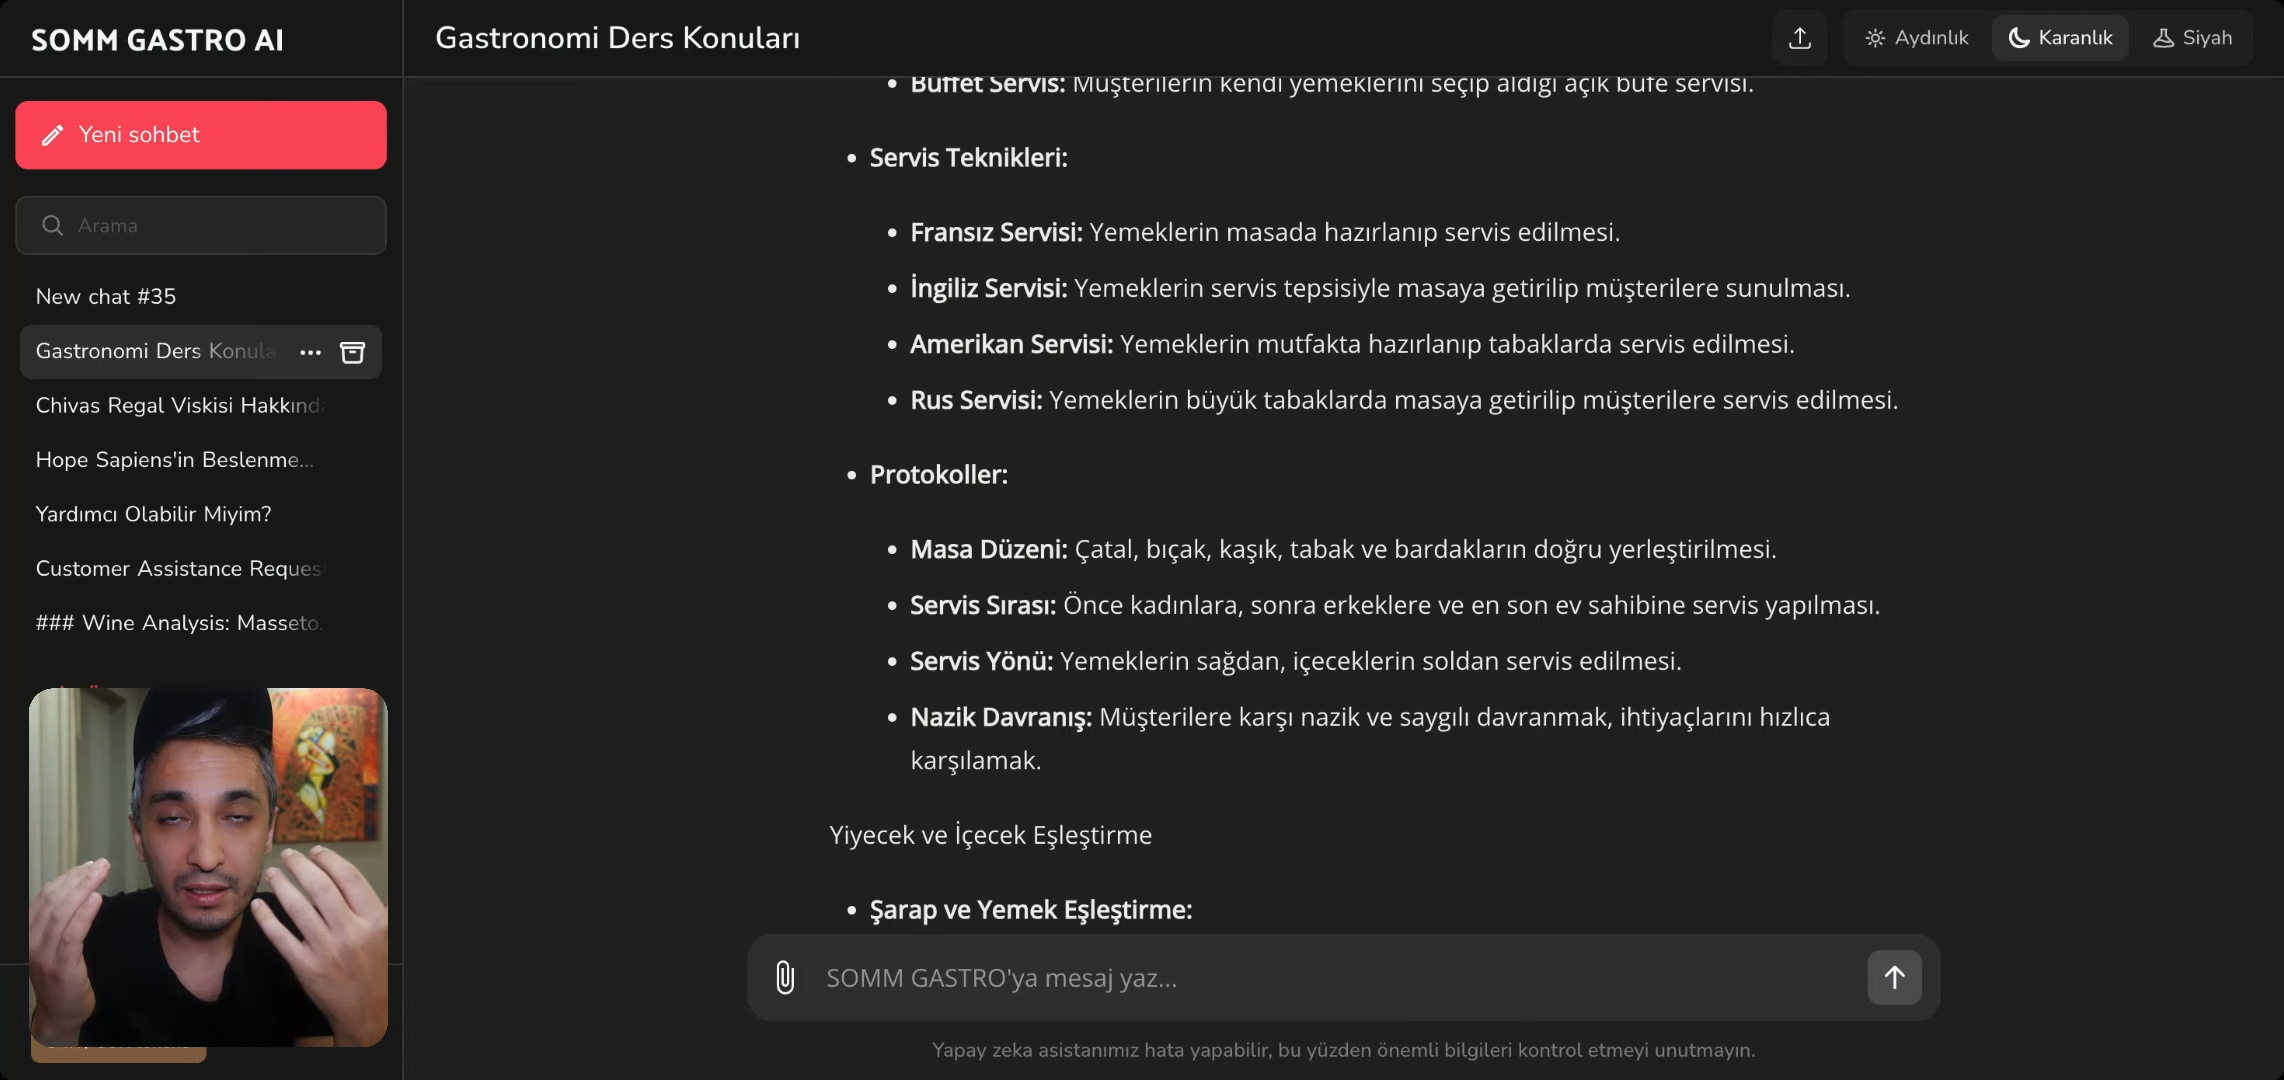 SOMM GASTRO AI
Gastronomi Ders Konuları
Aydınlık
Karanlık
Siyah
Yeni sohbet
Arama
New chat #35
Gastronomi Ders Konula
Chivas Regal Viskisi Hakkında
Hope Sapiens'in Beslenme...
Yardımcı Olabilir Miyim?
Customer Assistance Request
### Wine Analysis: Masseto.
Buffet Servis: Müşterilerin kendi yemeklerini seçip aldığı açık büfe servisi.
Servis Teknikleri:
Fransız Servisi: Yemeklerin masada hazırlanıp servis edilmesi.
İngiliz Servisi: Yemeklerin servis tepsisiyle masaya getirilip müşterilere sunulması.
Amerikan Servisi: Yemeklerin mutfakta hazırlanıp tabaklarda servis edilmesi.
Rus Servisi: Yemeklerin büyük tabaklarda masaya getirilip müşterilere servis edilmesi.
Protokoller:
Masa Düzeni: Çatal, bıçak, kaşık, tabak ve bardakların doğru yerleştirilmesi.
Servis Sırası: Önce kadınlara, sonra erkeklere ve en son ev sahibine servis yapılması.
Servis Yönü: Yemeklerin sağdan, içeceklerin soldan servis edilmesi.
Nazik Davranış: Müşterilere karşı nazik ve saygılı davranmak, ihtiyaçlarını hızlıca
karşılamak.
Yiyecek ve İçecek Eşleştirme
Şarap ve Yemek Eşleştirme:
SOMM GASTRO'ya mesaj yaz...
Yapay zeka asistanımız hata yapabilir, bu yüzden önemli bilgileri kontrol etmeyi unutmayın.